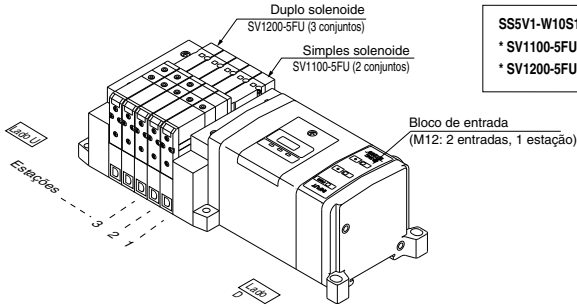 Duplo solenoide
SV1200-5FU (3 conjuntos)
Simples solenoide
SV1100-5FU (2 conjuntos)
SS5V1-W10S1
* SV1100-5FU
* SV1200-5FU
Bloco de entrada
(M12: 2 entradas, 1 estação)
Lado U
Estações
3
2
1
Lado
D